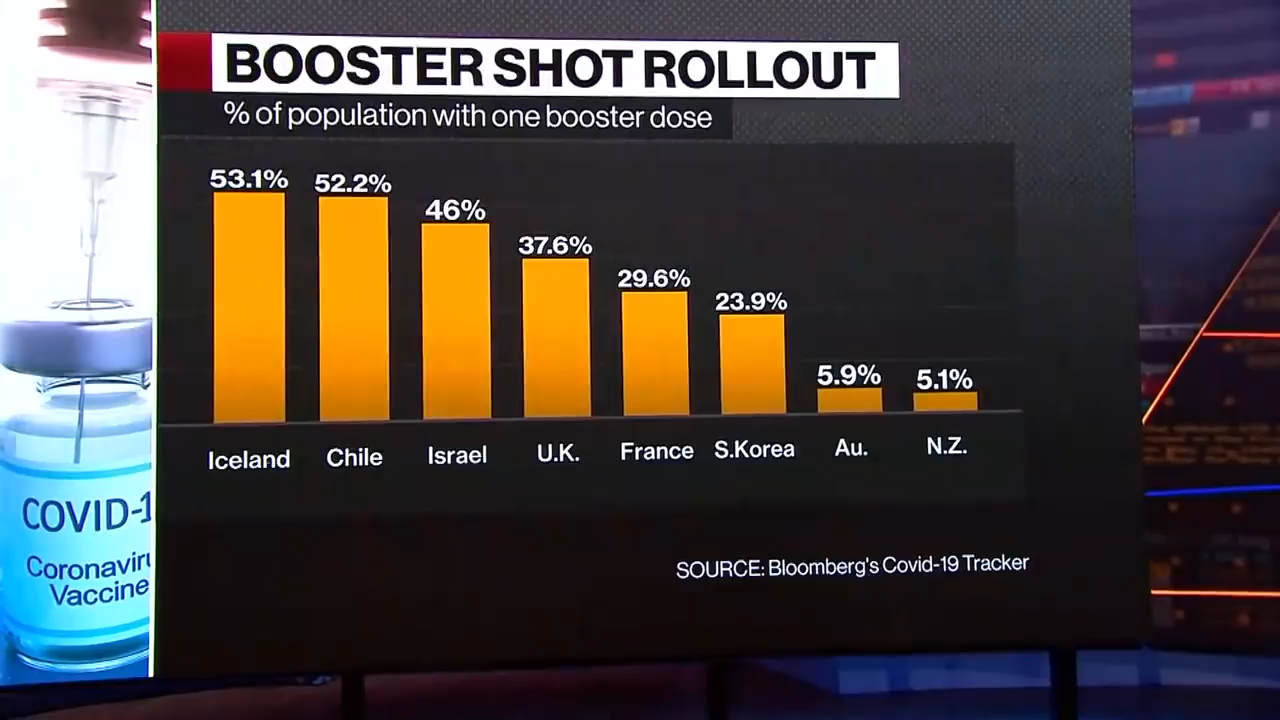 BOOSTER SHOT ROLLOUT
% of population with one booster dose
53.1%
52.2%
46%
37.6%
29.6%
23.9%
5.9%
5.1%
Iceland
Chile
Israel
U.K.
France
S.Korea
Au.
N.Z.
SOURCE: Bloomberg's Covid-19 Tracker
COVID-1
Coronaviru
Vaccine